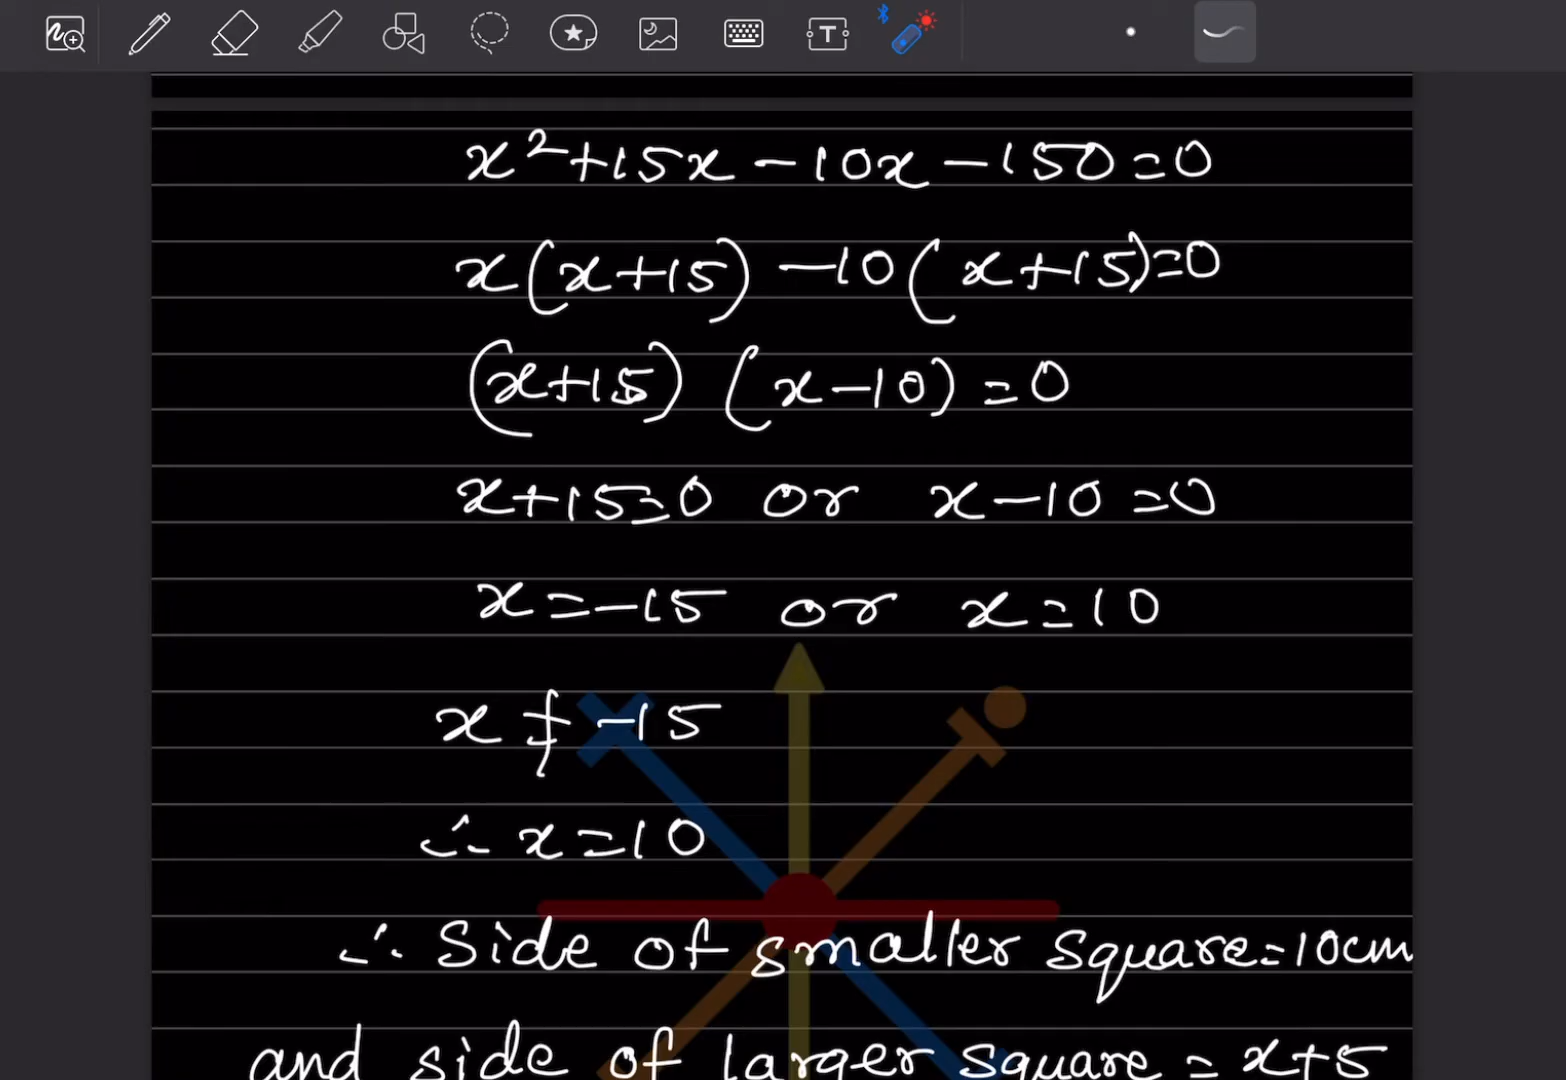 x²+15x-10x-150=0
x(x+15)-10(x+15)=0
(x+15)(x-10)=0
x+15=0 or x-10=0
x=-15 or x=10
x≠-15
∴ x=10
∴ Side of smaller square=10cm
and side of larger square = x+5